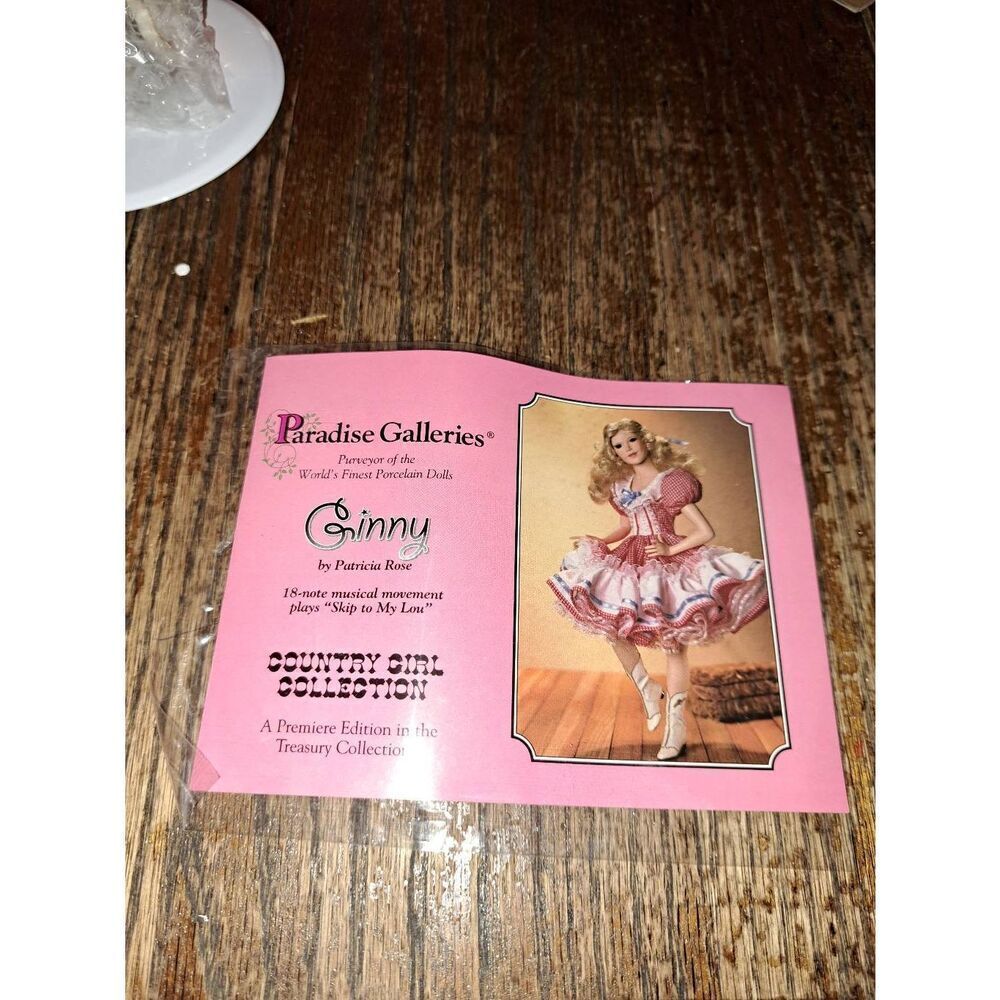 Paradise Galleries®
Purveyor of the
World's Finest Porcelain Dolls
Ginny
by Patricia Rose
18-note musical movement
plays "Skip to My Lou"
COUNTRY GIRL
COLLECTION
A Premiere Edition in the
Treasury Collection